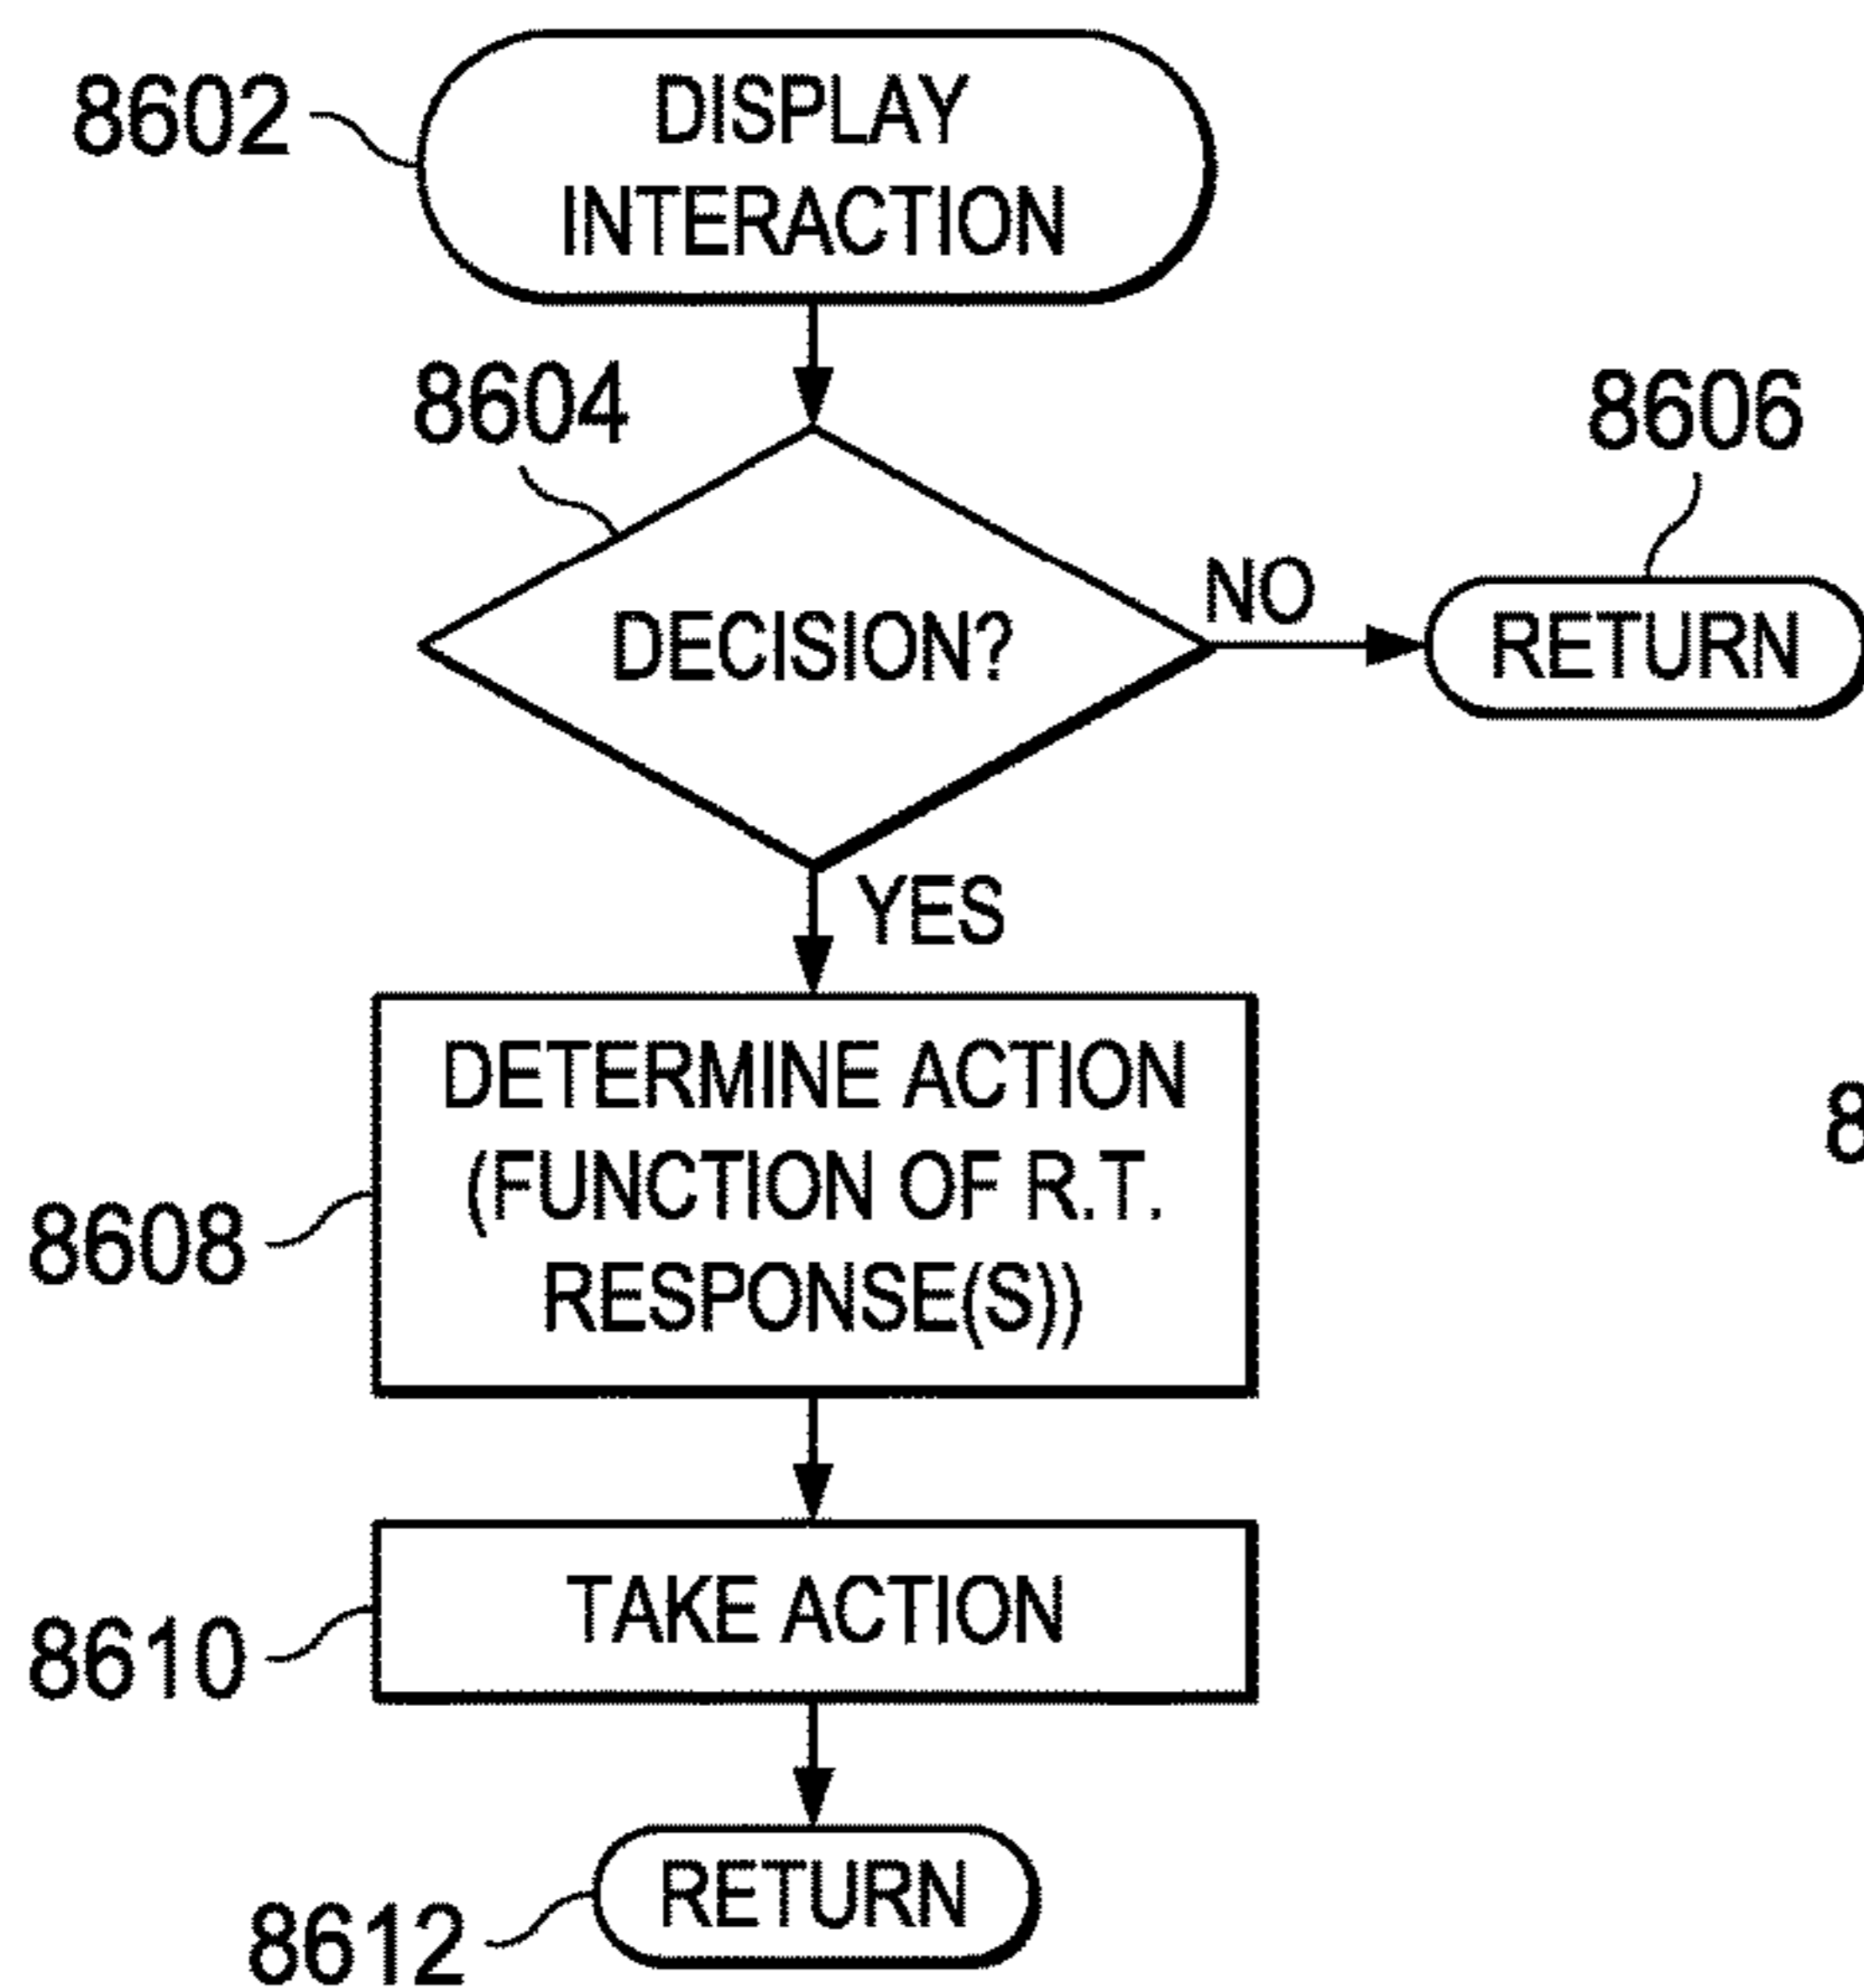 8602
DISPLAY
INTERACTION
8604
8606
DECISION?
NO
RETURN
YES
8608
DETERMINE ACTION
(FUNCTION OF R.T.
RESPONSE(S))
8610
TAKE ACTION
8612
RETURN